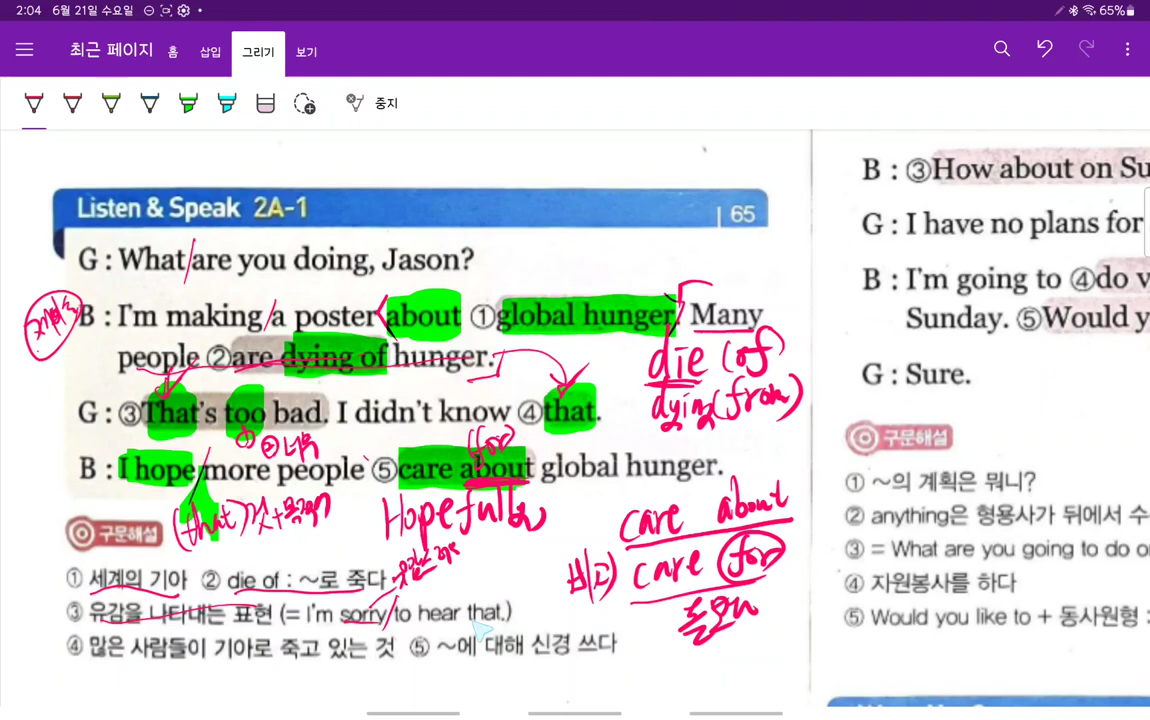 2:04 6월 21일 수요일 65%
최근 페이지 홈 삽입 그리기 보기
중지
Listen & Speak 2A-1 65
G : What are you doing, Jason?
B : I'm making a poster about ①global hunger. Many
people ②are dying of hunger.
die (of)
dying (from)
G : ③That's too bad. I didn't know ④that.
② 너무
(for)
B : I hope more people ⑤care about global hunger.
(that) 것
Hopefully
care about
비교) care for
돌보다
구문해설
① 세계의 기아 ② die of : ~로 죽다
③ 유감을 나타내는 표현 (= I'm sorry to hear that.)
④ 많은 사람들이 기아로 죽고 있는 것 ⑤ ~에 대해 신경 쓰다
B : ③How about on Su
G : I have no plans for
B : I'm going to ④do v
Sunday. ⑤Would y
G : Sure.
구문해설
① ~의 계획은 뭐니?
② anything은 형용사가 뒤에서 수
③ = What are you going to do o
④ 자원봉사를 하다
⑤ Would you like to + 동사원형 :